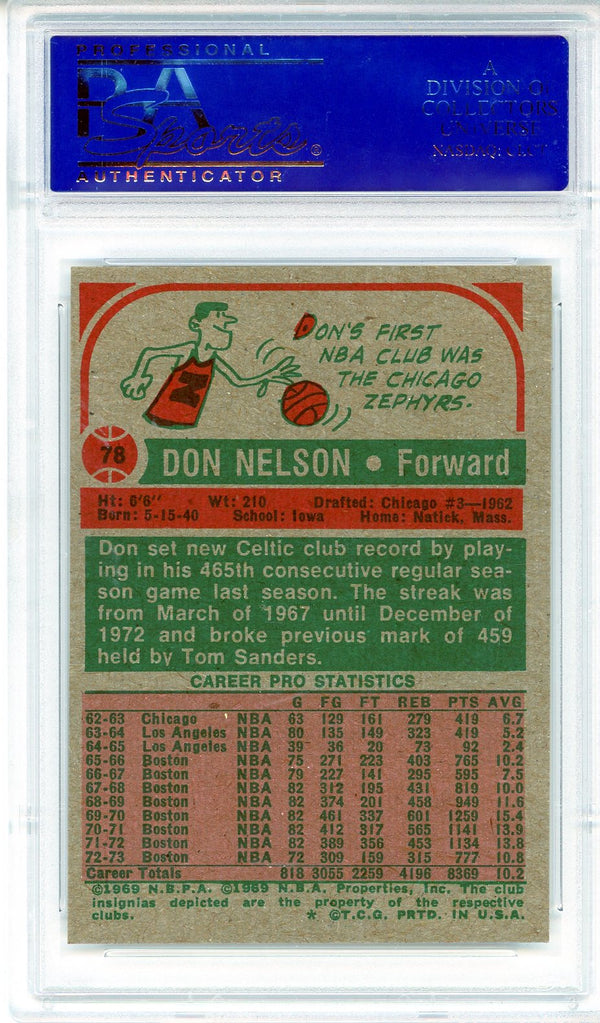 PROFESSIONAL
PSA
Sports®
AUTHENTICATOR
A
DIVISION OF
COLLECTORS
UNIVERSE
NASDAQ: CLCT
DON'S FIRST
NBA CLUB WAS
THE CHICAGO
ZEPHYRS.
78 DON NELSON • Forward
Ht: 6'6" Wt: 210 Drafted: Chicago #3—1962
Born: 5-15-40 School: Iowa Home: Natick, Mass.
Don set new Celtic club record by play-
ing in his 465th consecutive regular sea-
son game last season. The streak was
from March of 1967 until December of
1972 and broke previous mark of 459
held by Tom Sanders.
CAREER PRO STATISTICS
G FG FT REB PTS AVG
62-63 Chicago NBA 63 129 161 279 419 6.7
63-64 Los Angeles NBA 80 135 149 323 419 5.2
64-65 Los Angeles NBA 39 36 20 73 92 2.4
65-66 Boston NBA 75 271 223 403 765 10.2
66-67 Boston NBA 79 227 141 295 595 7.5
67-68 Boston NBA 82 312 195 431 819 10.0
68-69 Boston NBA 82 374 201 458 949 11.6
69-70 Boston NBA 82 461 337 601 1259 15.4
70-71 Boston NBA 82 412 317 565 1141 13.9
71-72 Boston NBA 82 389 356 453 1134 13.8
72-73 Boston NBA 72 309 159 315 777 10.8
Career Totals 818 3055 2259 4196 8369 10.2
©1969 N.B.P.A. ©1969 N.B.A. Properties, Inc. The club
insignias depicted are the property of the respective
clubs. * ©T.C.G. PRTD. IN U.S.A.